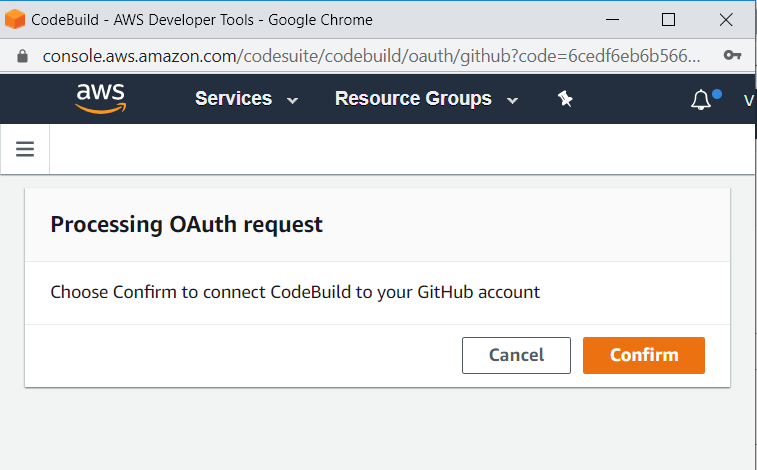 CodeBuild - AWS Developer Tools - Google Chrome
console.aws.amazon.com/codesuite/codebuild/oauth/github?code=6cedf6eb6b566...
aws Services Resource Groups V
Processing OAuth request
Choose Confirm to connect CodeBuild to your GitHub account
Cancel Confirm